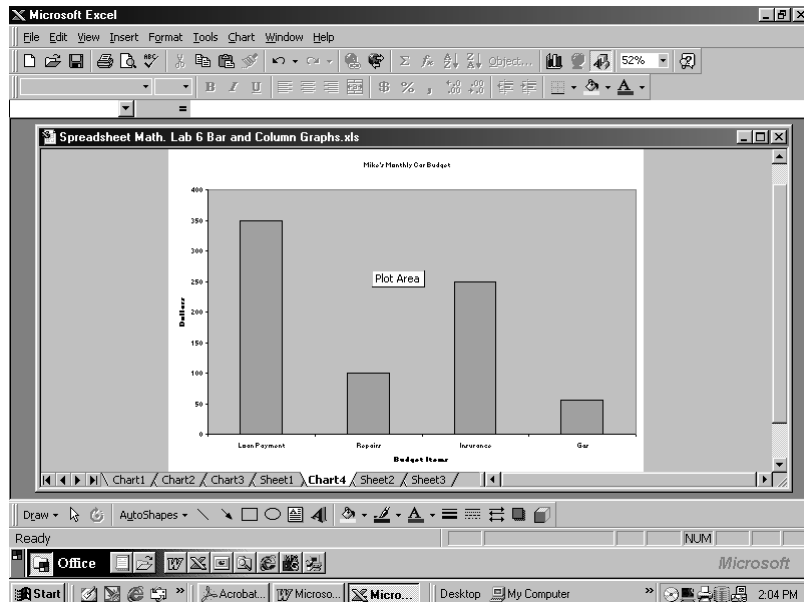 Microsoft Excel
File Edit View Insert Format Tools Chart Window Help
ABC Σ fx Object... 52%
B I U $ % ,
=
Spreadsheet Math. Lab 6 Bar and Column Graphs.xls
Mike's Monthly Car Budget
400
350
300
250
200
150
100
50
0
Dollars
Plot Area
Loan Payment Repairs Insurance Gas
Budget Items
Chart1 Chart2 Chart3 Sheet1 Chart4 Sheet2 Sheet3
Draw AutoShapes
Ready NUM
Office Microsoft
Start » Acrobat... Microso... Micro... Desktop My Computer » 2:04 PM